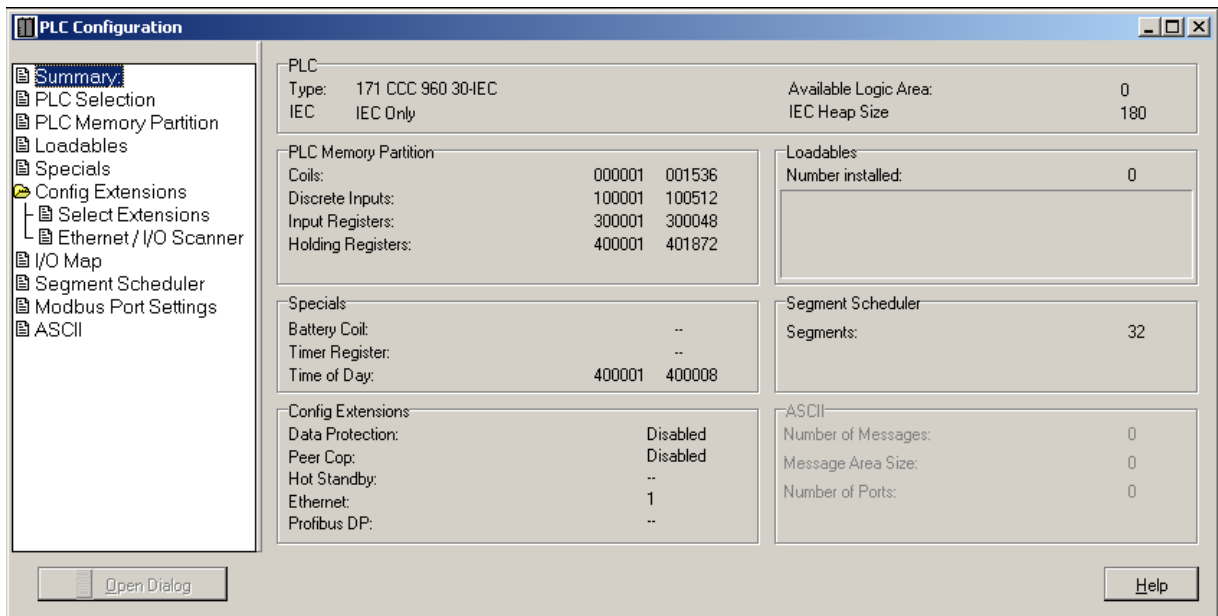 PLC Configuration
Summary:
PLC Selection
PLC Memory Partition
Loadables
Specials
Config Extensions
Select Extensions
Ethernet / I/O Scanner
I/O Map
Segment Scheduler
Modbus Port Settings
ASCII
Open Dialog
PLC
Type: 171 CCC 960 30-IEC Available Logic Area: 0
IEC IEC Only IEC Heap Size 180
PLC Memory Partition
Coils: 000001 001536
Discrete Inputs: 100001 100512
Input Registers: 300001 300048
Holding Registers: 400001 401872
Loadables
Number installed: 0
Specials
Battery Coil: --
Timer Register: --
Time of Day: 400001 400008
Segment Scheduler
Segments: 32
Config Extensions
Data Protection: Disabled
Peer Cop: Disabled
Hot Standby: --
Ethernet: 1
Profibus DP: --
ASCII
Number of Messages: 0
Message Area Size: 0
Number of Ports: 0
Help